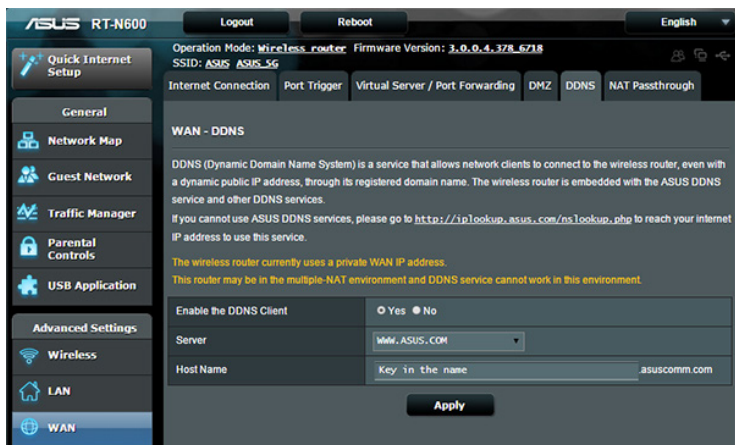 ASUS RT-N600 Logout Reboot English
Quick Internet Setup
General
Network Map
Guest Network
Traffic Manager
Parental Controls
USB Application
Advanced Settings
Wireless
LAN
WAN
Operation Mode: Wireless router Firmware Version: 3.0.0.4.378_6718
SSID: ASUS ASUS_5G
Internet Connection Port Trigger Virtual Server / Port Forwarding DMZ DDNS NAT Passthrough
WAN - DDNS
DDNS (Dynamic Domain Name System) is a service that allows network clients to connect to the wireless router, even with
a dynamic public IP address, through its registered domain name. The wireless router is embedded with the ASUS DDNS
service and other DDNS services.
If you cannot use ASUS DDNS services, please go to http://iplookup.asus.com/nslookup.php to reach your internet
IP address to use this service.
The wireless router currently uses a private WAN IP address.
This router may be in the multiple-NAT environment and DDNS service cannot work in this environment.
Enable the DDNS Client Yes No
Server WWW.ASUS.COM
Host Name Key in the name .asuscomm.com
Apply